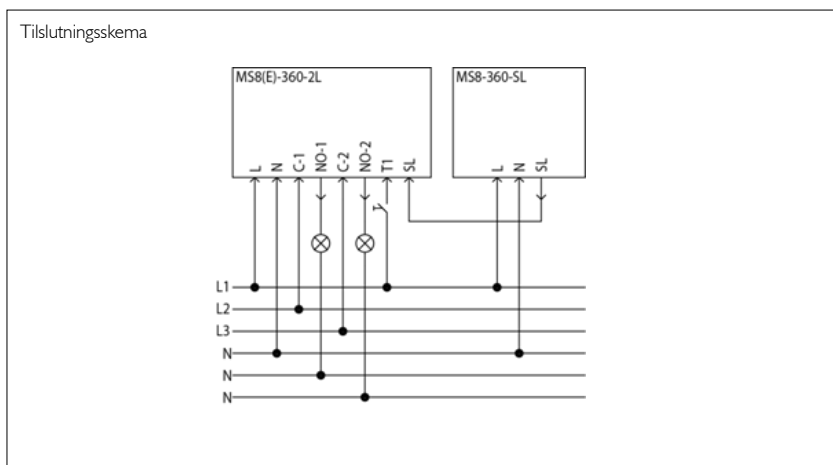 Tilslutningsskema
MS8(E)-360-2L
MS8-360-SL
L
N
C-1
NO-1
C-2
NO-2
T1
SL
L
N
SL
L1
L2
L3
N
N
N